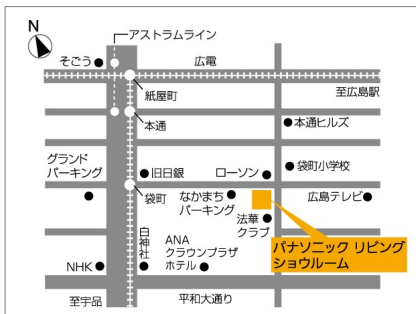 N
アストラムライン
そごう
広電
紙屋町
至広島駅
本通
本通ヒルズ
グランド
パーキング
旧日銀
ローソン
袋町小学校
袋町
なかまち
パーキング
広島テレビ
法華
クラブ
白神社
ANA
クラウンプラザ
ホテル
パナソニック リビング
ショウルーム
NHK
至宇品
平和大通り